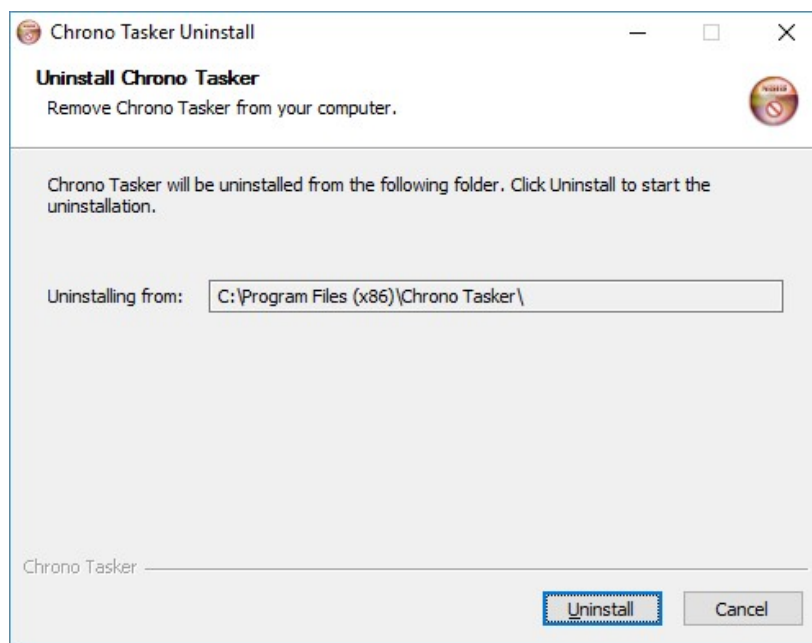 Chrono Tasker Uninstall
Uninstall Chrono Tasker
Remove Chrono Tasker from your computer.
Chrono Tasker will be uninstalled from the following folder. Click Uninstall to start the
uninstallation.
Uninstalling from: C:\Program Files (x86)\Chrono Tasker\
Chrono Tasker
Uninstall Cancel